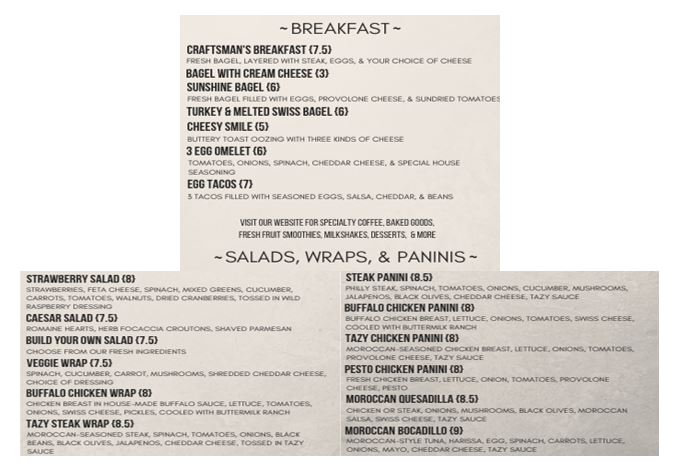 ~BREAKFAST~
CRAFTSMAN'S BREAKFAST {7.5}
FRESH BAGEL, LAYERED WITH STEAK, EGGS, & YOUR CHOICE OF CHEESE
BAGEL WITH CREAM CHEESE {3}
SUNSHINE BAGEL {6}
FRESH BAGEL FILLED WITH EGGS, PROVOLONE CHEESE, & SUNDRIED TOMATOES
TURKEY & MELTED SWISS BAGEL {6}
CHEESY SMILE {5}
BUTTERY TOAST OOZING WITH THREE KINDS OF CHEESE
3 EGG OMELET {6}
TOMATOES, ONIONS, SPINACH, CHEDDAR CHEESE, & SPECIAL HOUSE
SEASONING
EGG TACOS {7}
3 TACOS FILLED WITH SEASONED EGGS, SALSA, CHEDDAR, & BEANS
VISIT OUR WEBSITE FOR SPECIALTY COFFEE, BAKED GOODS,
FRESH FRUIT SMOOTHIES, MILKSHAKES, DESSERTS, & MORE
~SALADS, WRAPS, & PANINIS~
STRAWBERRY SALAD {8}
STRAWBERRIES, FETA CHEESE, SPINACH, MIXED GREENS, CUCUMBER,
CARROTS, TOMATOES, WALNUTS, DRIED CRANBERRIES, TOSSED IN WILD
RASPBERRY DRESSING
CAESAR SALAD {7.5}
ROMAINE HEARTS, HERB FOCACCIA CROUTONS, SHAVED PARMESAN
BUILD YOUR OWN SALAD {7.5}
CHOOSE FROM OUR FRESH INGREDIENTS
VEGGIE WRAP {7.5}
SPINACH, CUCUMBER, CARROT, MUSHROOMS, SHREDDED CHEDDAR CHEESE,
CHOICE OF DRESSING
BUFFALO CHICKEN WRAP {8}
CHICKEN BREAST IN HOUSE-MADE BUFFALO SAUCE, LETTUCE, TOMATOES,
ONIONS, SWISS CHEESE, PICKLES, COOLED WITH BUTTERMILK RANCH
TAZY STEAK WRAP {8.5}
MOROCCAN-SEASONED STEAK, SPINACH, TOMATOES, ONIONS, BLACK
BEANS, BLACK OLIVES, JALAPENOS, CHEDDAR CHEESE, TOSSED IN TAZY
SAUCE
STEAK PANINI {8.5}
PHILLY STEAK, SPINACH, TOMATOES, ONIONS, CUCUMBER, MUSHROOMS,
JALAPENOS, BLACK OLIVES, CHEDDAR CHEESE, TAZY SAUCE
BUFFALO CHICKEN PANINI {8}
BUFFALO CHICKEN BREAST, LETTUCE, ONIONS, TOMATOES, SWISS CHEESE,
COOLED WITH BUTTERMILK RANCH
TAZY CHICKEN PANINI {8}
MOROCCAN-SEASONED CHICKEN BREAST, LETTUCE, ONIONS, TOMATOES,
PROVOLONE CHEESE, TAZY SAUCE
PESTO CHICKEN PANINI {8}
FRESH CHICKEN BREAST, LETTUCE, ONION, TOMATOES, PROVOLONE
CHEESE, PESTO
MOROCCAN QUESADILLA {8.5}
CHICKEN OR STEAK, ONIONS, MUSHROOMS, BLACK OLIVES, MOROCCAN
SALSA, SWISS CHEESE, TAZY SAUCE
MOROCCAN BOCADILLO {9}
MOROCCAN-STYLE TUNA, HARISSA, EGG, SPINACH, CARROTS, LETTUCE,
ONIONS, MAYO, CHEDDAR CHEESE, TAZY SAUCE